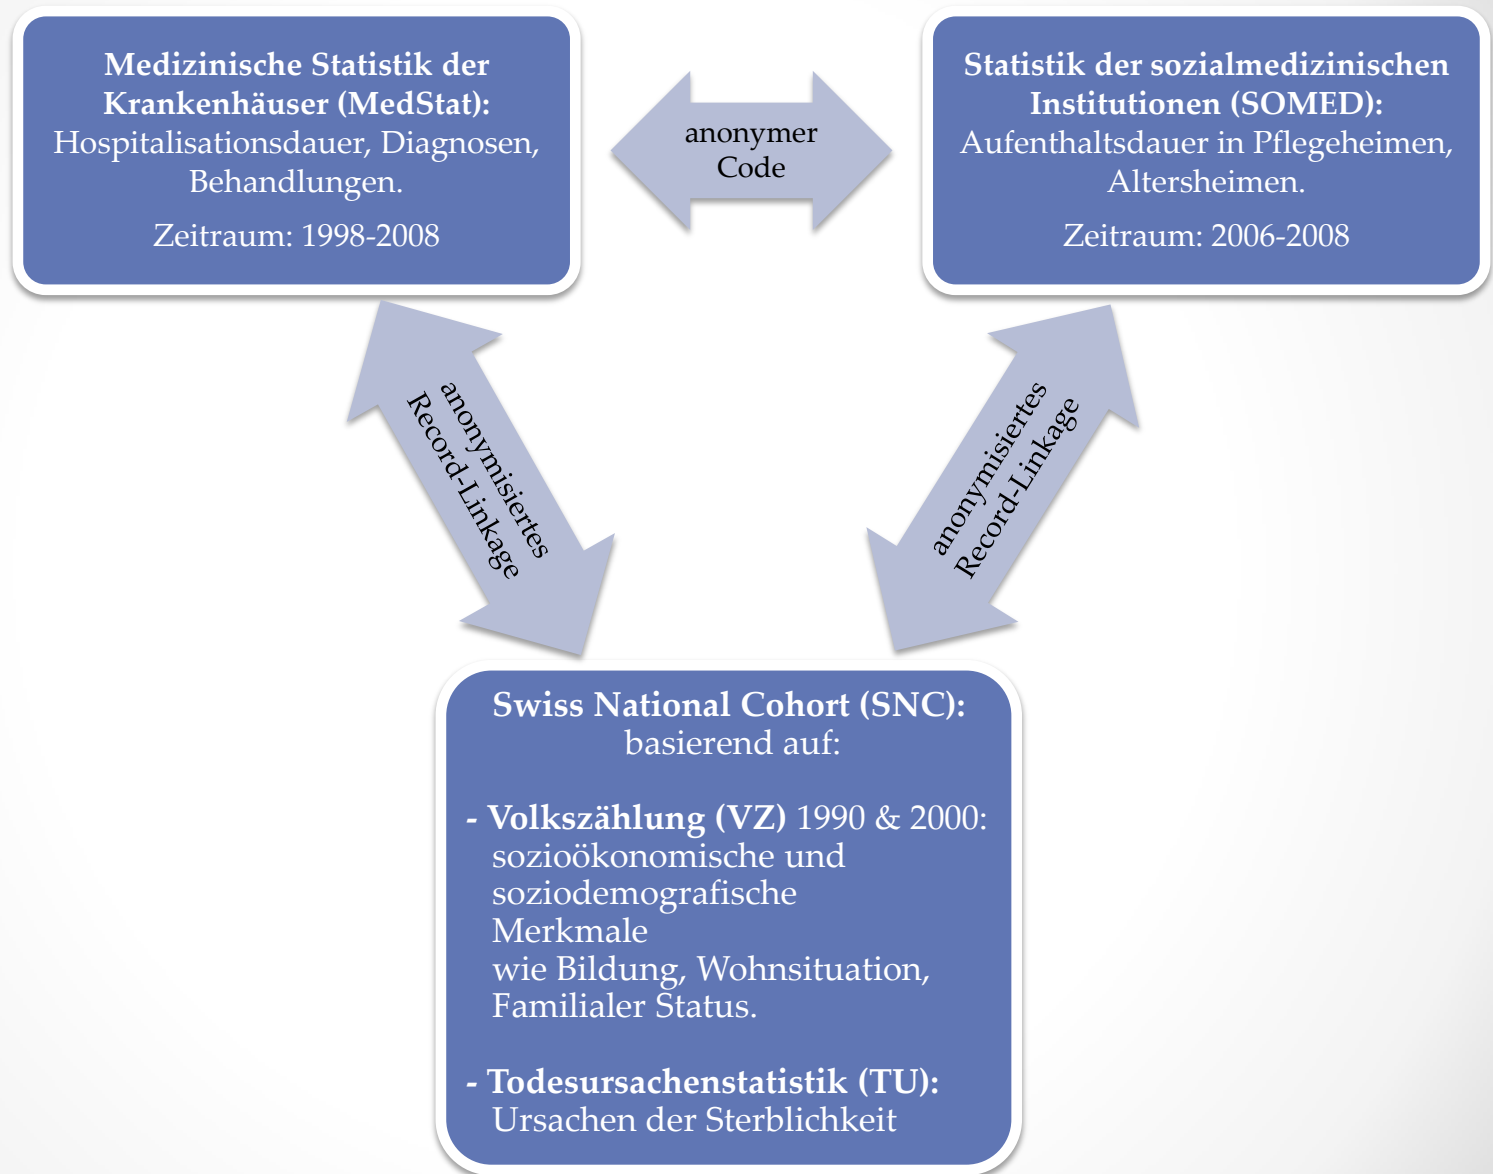 Medizinische Statistik der
Krankenhäuser (MedStat):
Hospitalisationsdauer, Diagnosen,
Behandlungen.
Zeitraum: 1998-2008
anonymer
Code
Statistik der sozialmedizinischen
Institutionen (SOMED):
Aufenthaltsdauer in Pflegeheimen,
Altersheimen.
Zeitraum: 2006-2008
anonymisiertes
Record-Linkage
anonymisiertes
Record-Linkage
Swiss National Cohort (SNC):
basierend auf:
- Volkszählung (VZ) 1990 & 2000:
sozioökonomische und
soziodemografische
Merkmale
wie Bildung, Wohnsituation,
Familialer Status.
- Todesursachenstatistik (TU):
Ursachen der Sterblichkeit